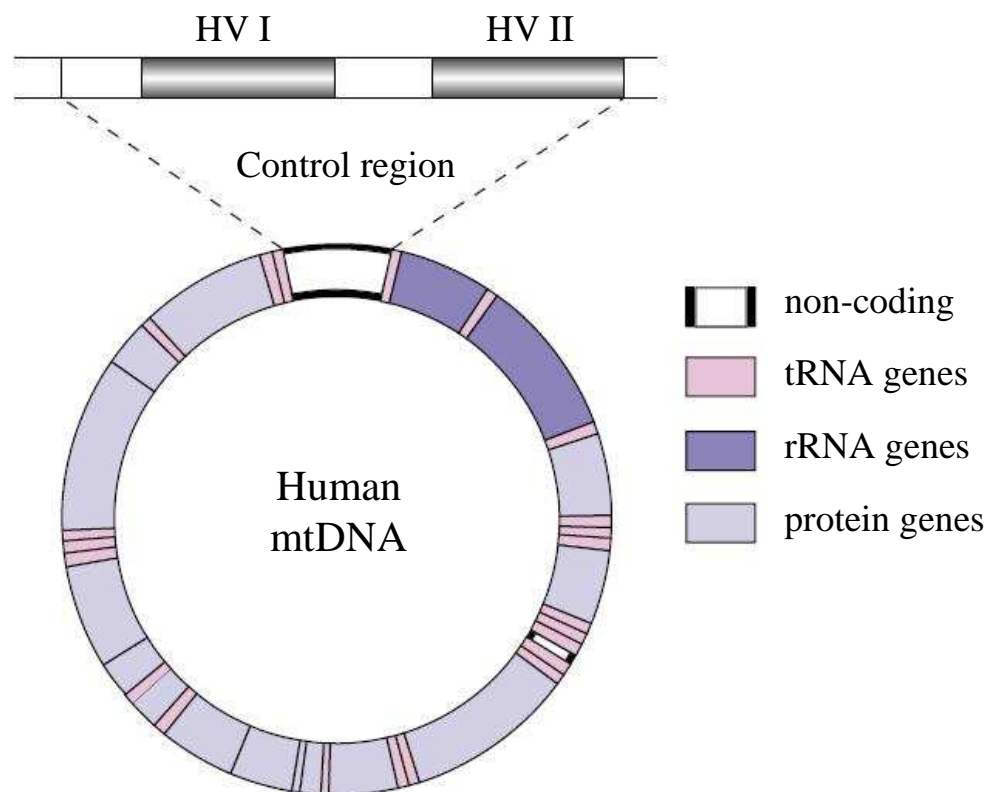 HV I
HV II
Control region
Human
mtDNA
non-coding
tRNA genes
rRNA genes
protein genes